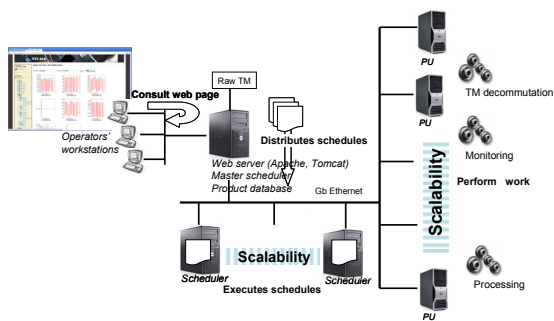 Raw TM
Consult web page
Operators'
workstations
Distributes schedules
Web server (Apache, Tomcat)
Master scheduler
Product database
Gb Ethernet
Scheduler
Scalability
Scheduler
Executes schedules
PU
TM decommutation
PU
Monitoring
Scalability
Perform work
Processing
PU